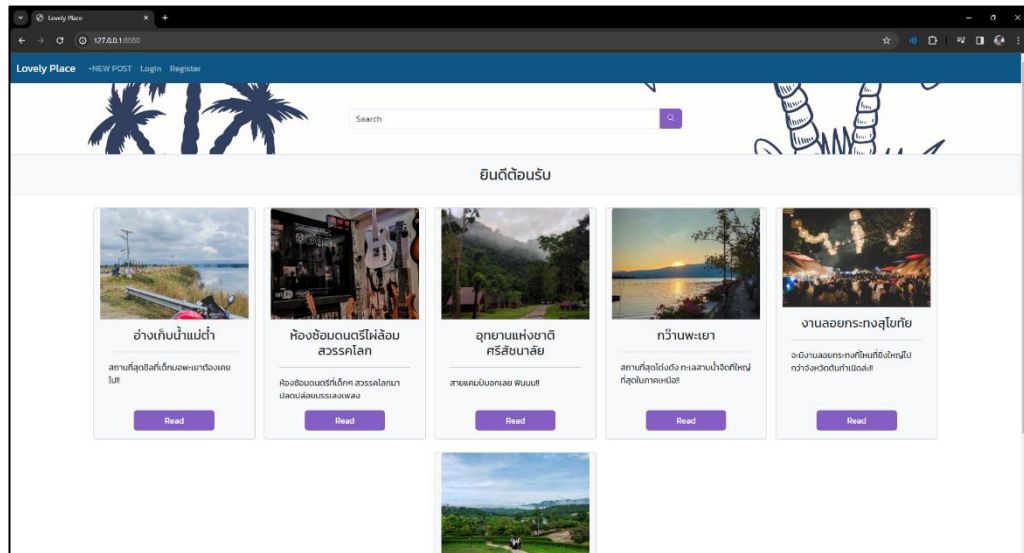 Lovely Place
127.0.0.1:8080
Lovely Place +NEW POST Login Register
Search
ยินดีต้อนรับ
อ่างเก็บน้ำแม่ต่ำ
สถานที่สุดชิลที่เด็กมอพะเยาต้องเคย
ไป!!
Read
ห้องซ้อมดนตรีไผ่ล้อม
สวรรคโลก
ห้องซ้อมดนตรีที่เด็กๆ สวรรคโลกมา
ปลดปล่อยบรรเลงเพลง
Read
อุทยานแห่งชาติ
ศรีสัชนาลัย
สายแคมป์บอกเลย ฟินนน!!
Read
กว๊านพะเยา
สถานที่สุดโด่งดัง ทะเลสาบน้ำจืดที่ใหญ่
ที่สุดในภาคเหนือ!!
Read
งานลอยกระทงสุโขทัย
จะมีงานลอยกระทงที่ไหนที่ยิ่งใหญ่ไป
กว่าจังหวัดต้นกำเนิดล่ะ!!
Read